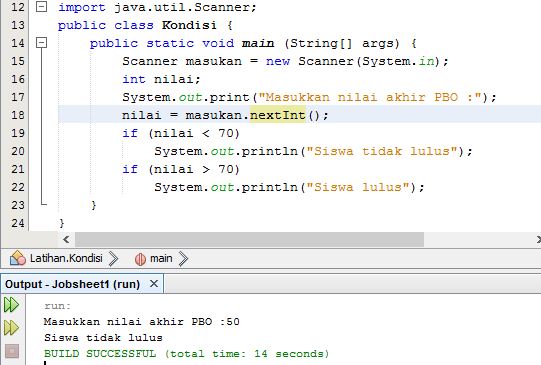 12 import java.util.Scanner;
13 public class Kondisi {
14 public static void main (String[] args) {
15 Scanner masukan = new Scanner(System.in);
16 int nilai;
17 System.out.print("Masukkan nilai akhir PBO :");
18 nilai = masukan.nextInt();
19 if (nilai < 70)
20 System.out.println("Siswa tidak lulus");
21 if (nilai > 70)
22 System.out.println("Siswa lulus");
23 }
24 }
Latihan.Kondisi main
Output - Jobsheet1 (run) ×
run:
Masukkan nilai akhir PBO :50
Siswa tidak lulus
BUILD SUCCESSFUL (total time: 14 seconds)